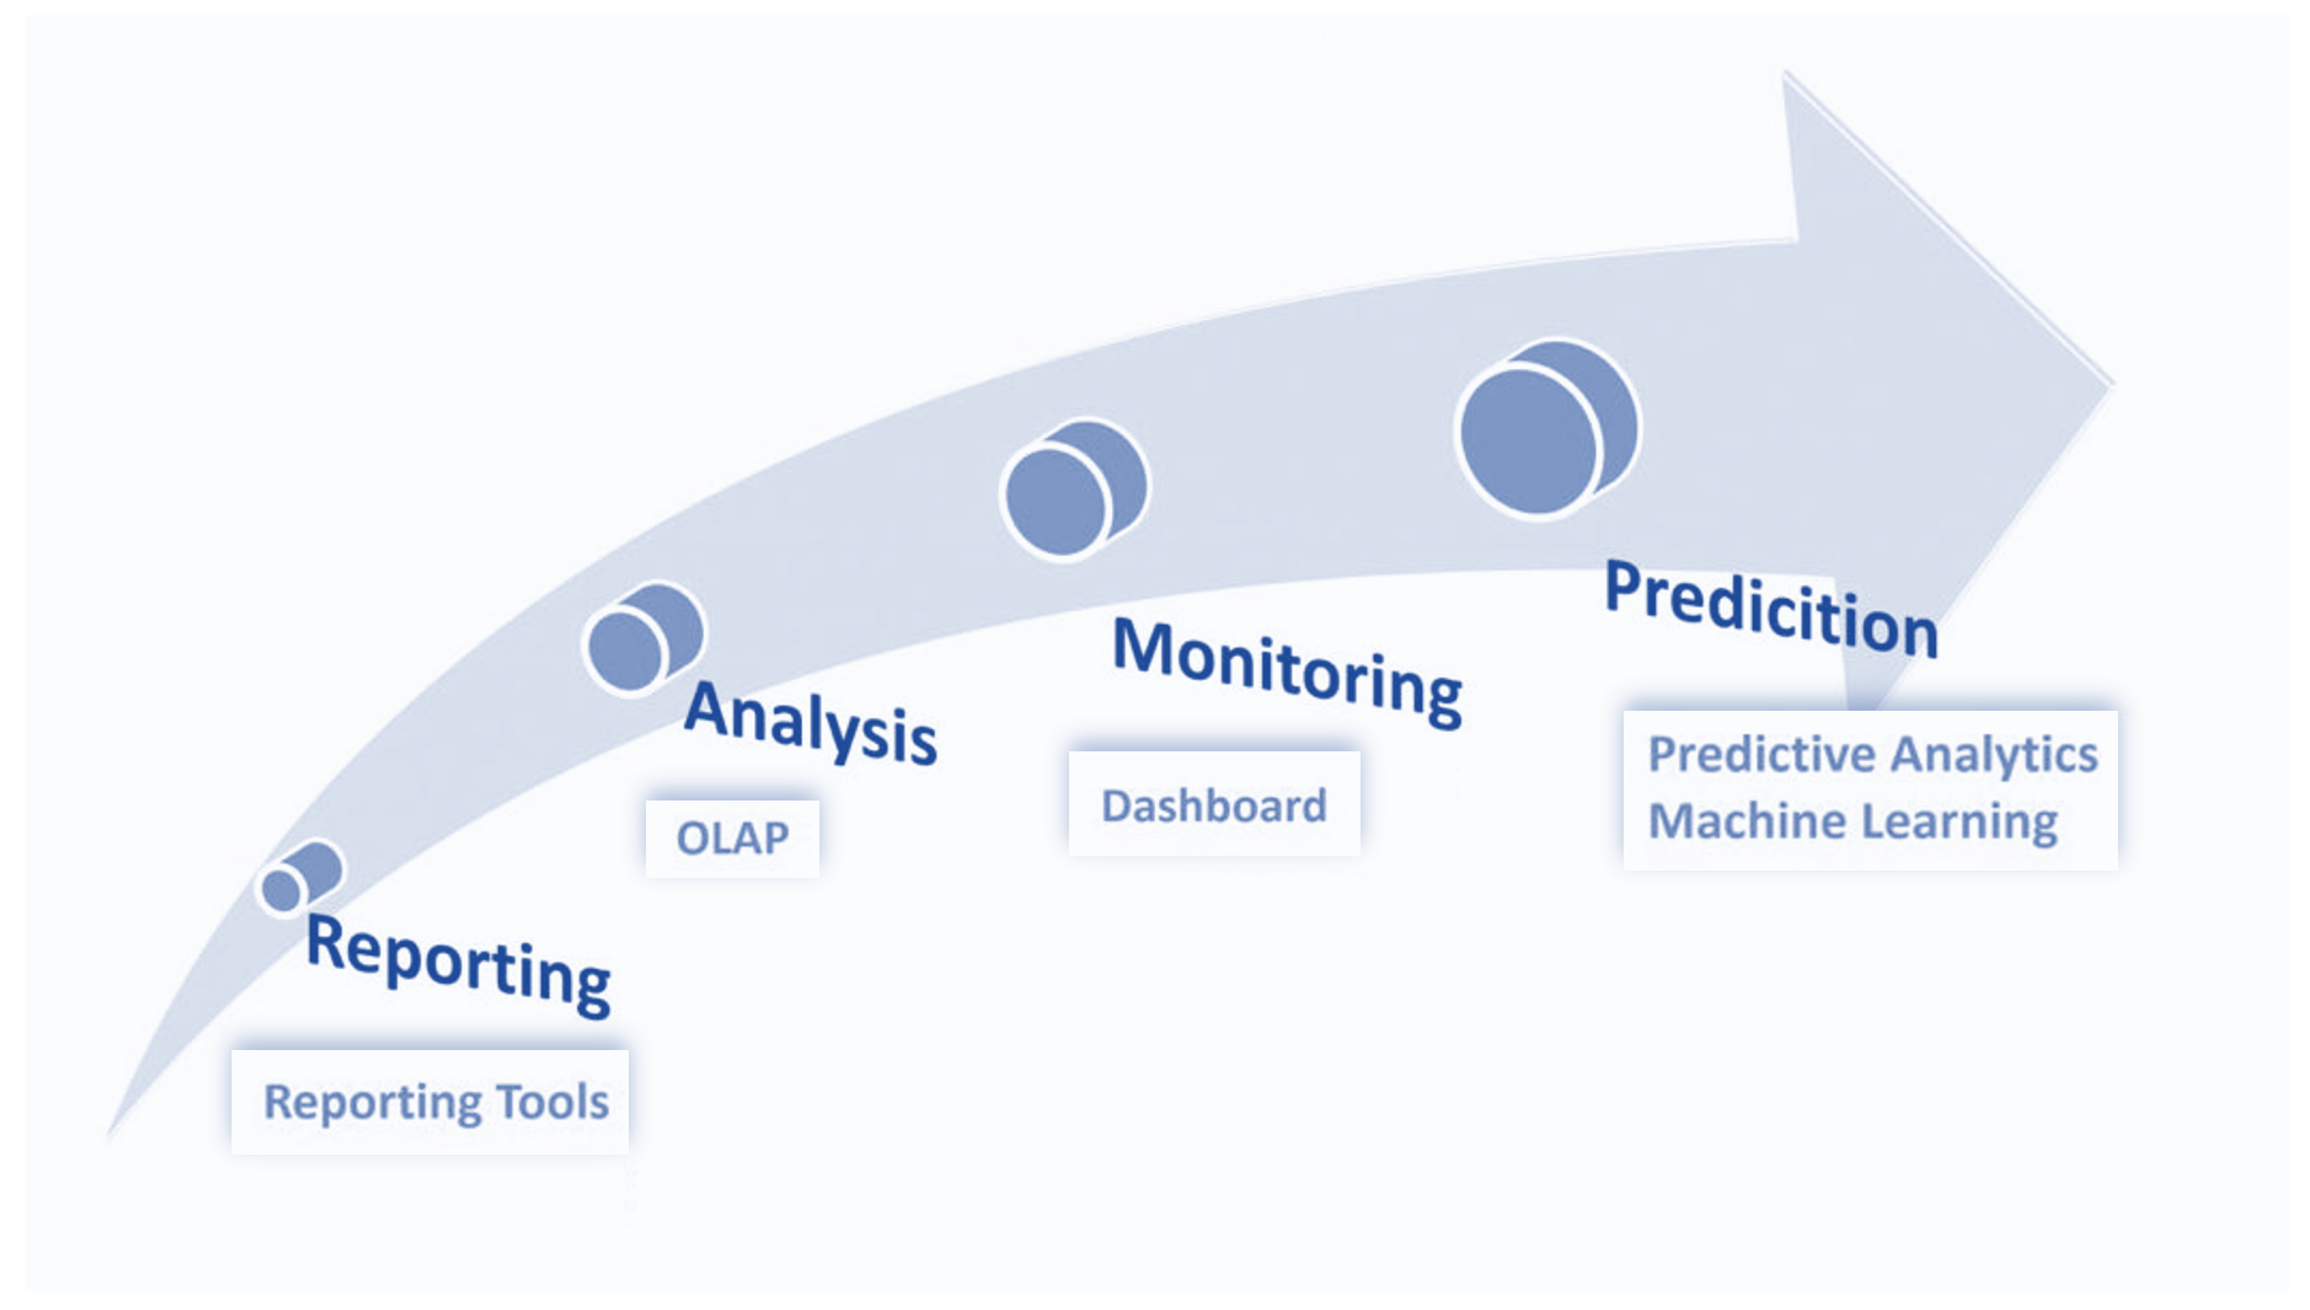 Reporting
Reporting Tools
Analysis
OLAP
Monitoring
Dashboard
Predicition
Predictive Analytics
Machine Learning